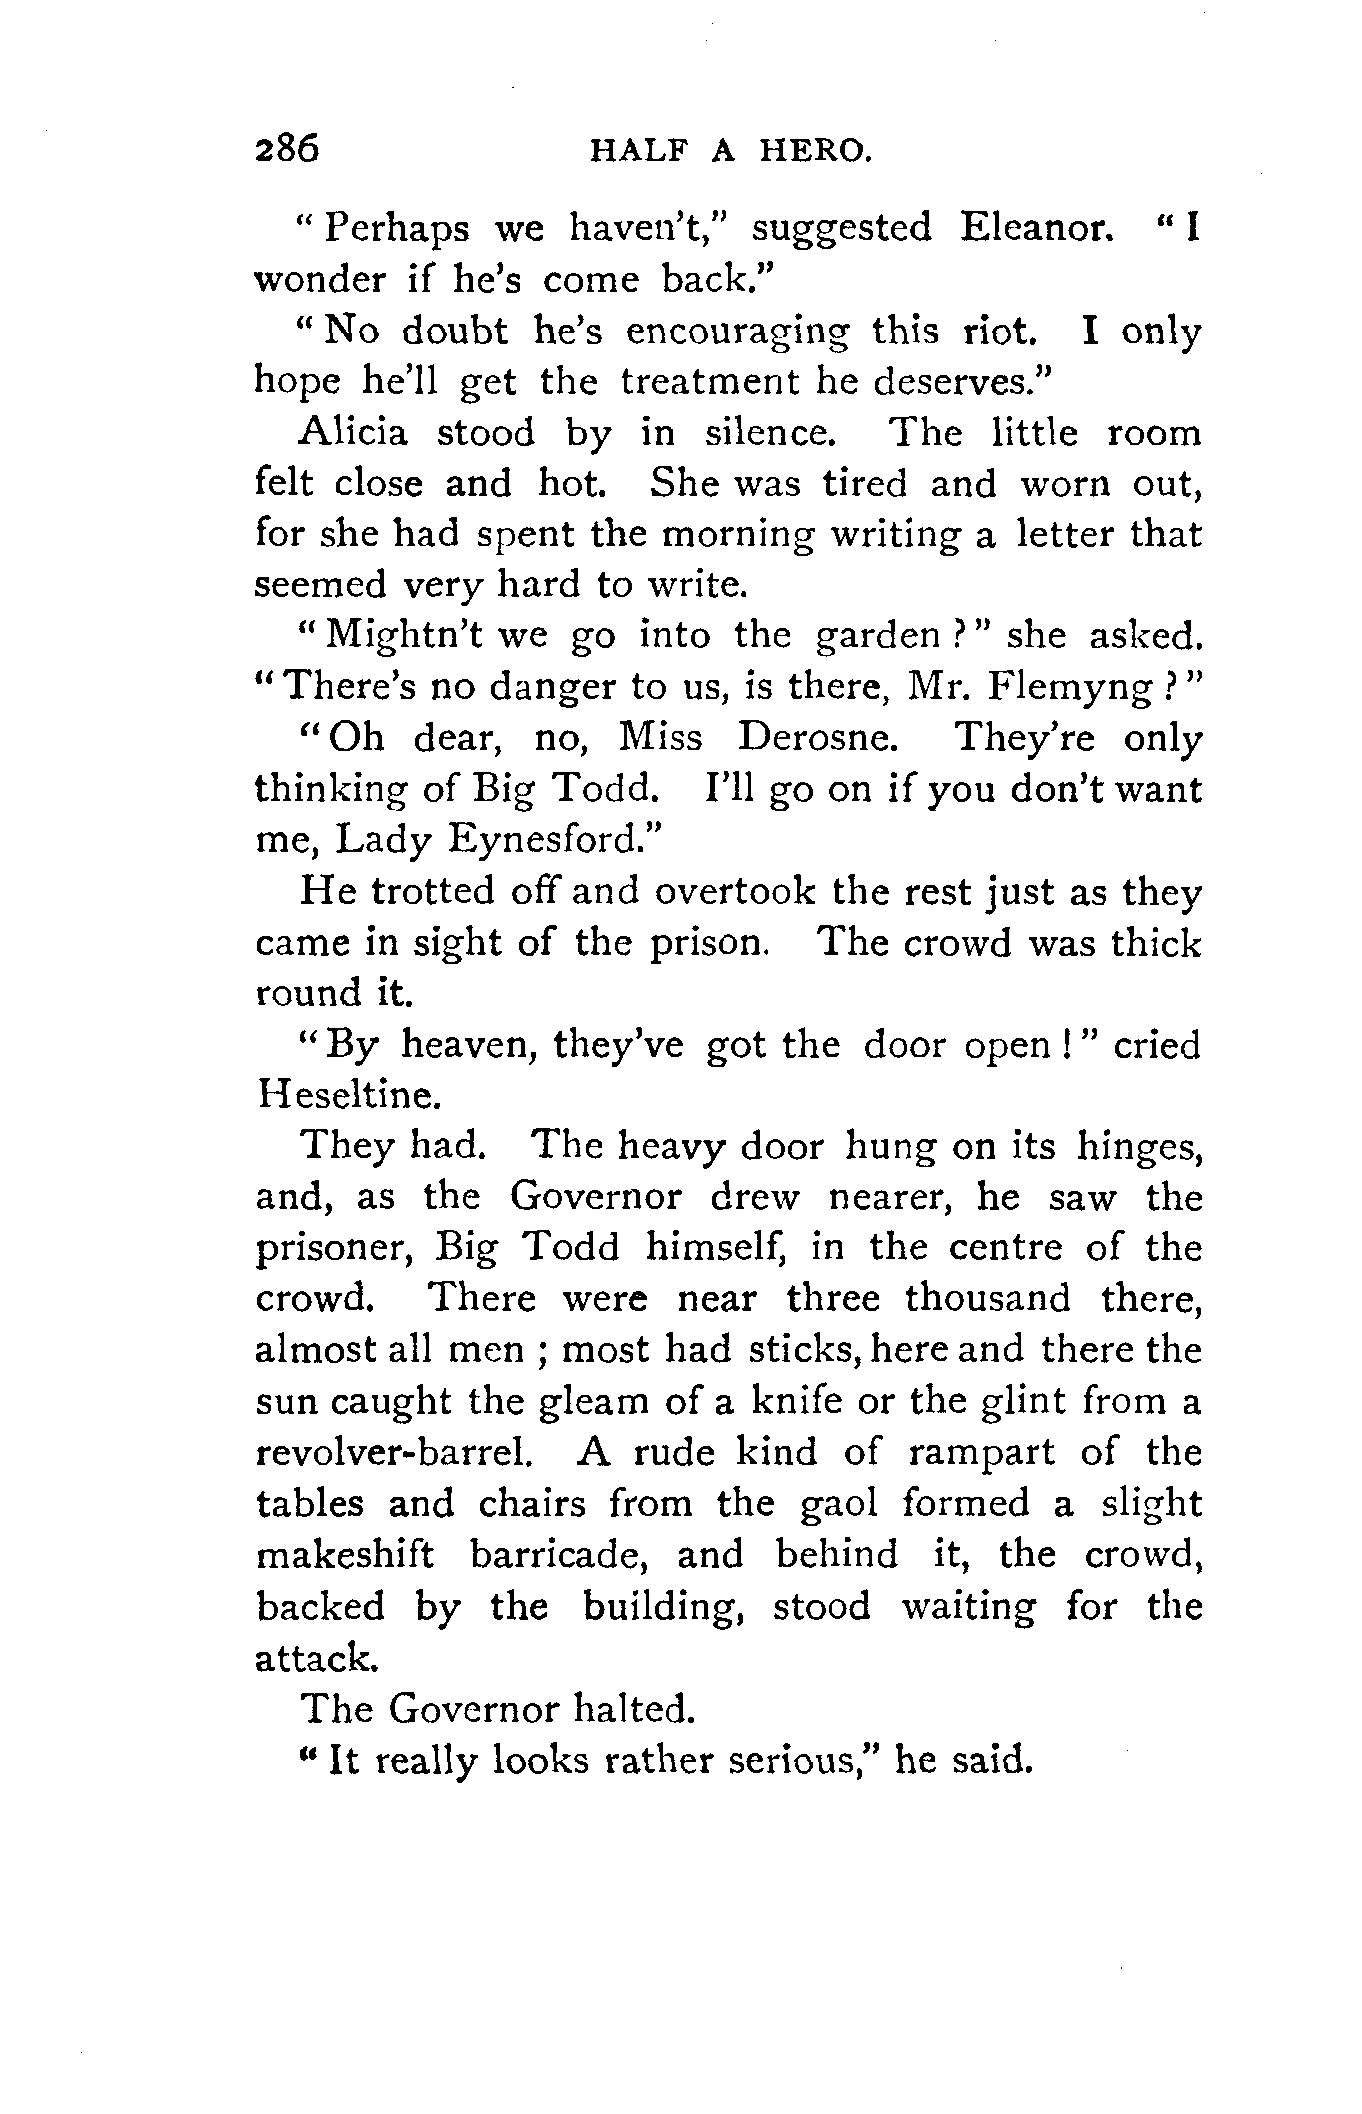 286 HALF A HERO.
" Perhaps we haven't," suggested Eleanor. " I
wonder if he's come back."
" No doubt he's encouraging this riot. I only
hope he'll get the treatment he deserves."
Alicia stood by in silence. The little room
felt close and hot. She was tired and worn out,
for she had spent the morning writing a letter that
seemed very hard to write.
" Mightn't we go into the garden ? " she asked.
" There's no danger to us, is there, Mr. Flemyng ? "
" Oh dear, no, Miss Derosne. They're only
thinking of Big Todd. I'll go on if you don't want
me, Lady Eynesford."
He trotted off and overtook the rest just as they
came in sight of the prison. The crowd was thick
round it.
" By heaven, they've got the door open ! " cried
Heseltine.
They had. The heavy door hung on its hinges,
and, as the Governor drew nearer, he saw the
prisoner, Big Todd himself, in the centre of the
crowd. There were near three thousand there,
almost all men ; most had sticks, here and there the
sun caught the gleam of a knife or the glint from a
revolver-barrel. A rude kind of rampart of the
tables and chairs from the gaol formed a slight
makeshift barricade, and behind it, the crowd,
backed by the building, stood waiting for the
attack.
The Governor halted.
" It really looks rather serious," he said.